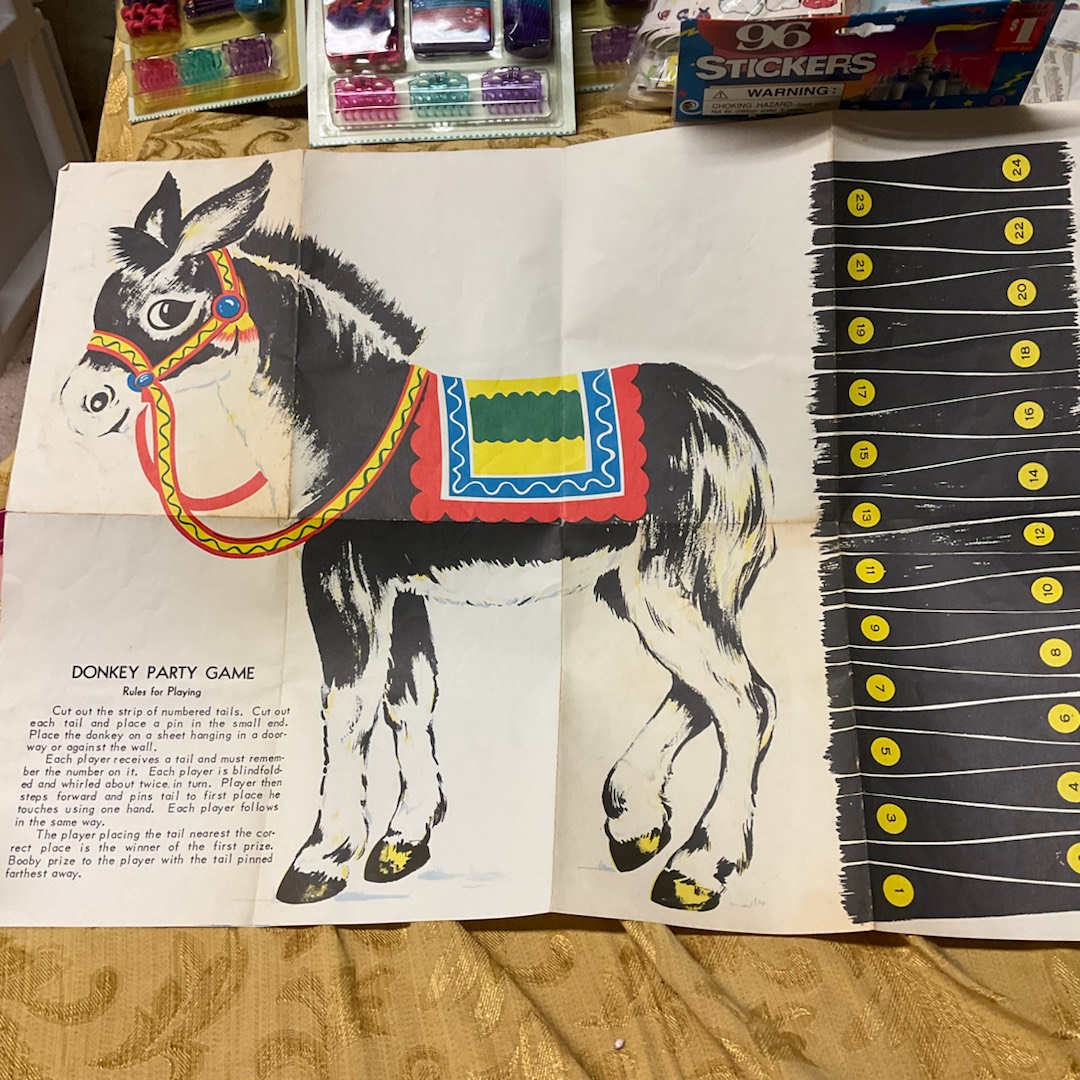 96
$1
STICKERS
WARNING:
CHOKING HAZARD
24
23
22
21
20
19
18
17
16
15
14
13
12
11
10
9
8
7
6
5
4
3
1
DONKEY PARTY GAME
Rules for Playing
Cut out the strip of numbered tails. Cut out
each tail and place a pin in the small end.
Place the donkey on a sheet hanging in a door-
way or against the wall.
Each player receives a tail and must remem-
ber the number on it. Each player is blindfold-
ed and whirled about twice in turn. Player then
steps forward and pins tail to first place he
touches using one hand. Each player follows
in the same way.
The player placing the tail nearest the cor-
rect place is the winner of the first prize.
Booby prize to the player with the tail pinned
farthest away.